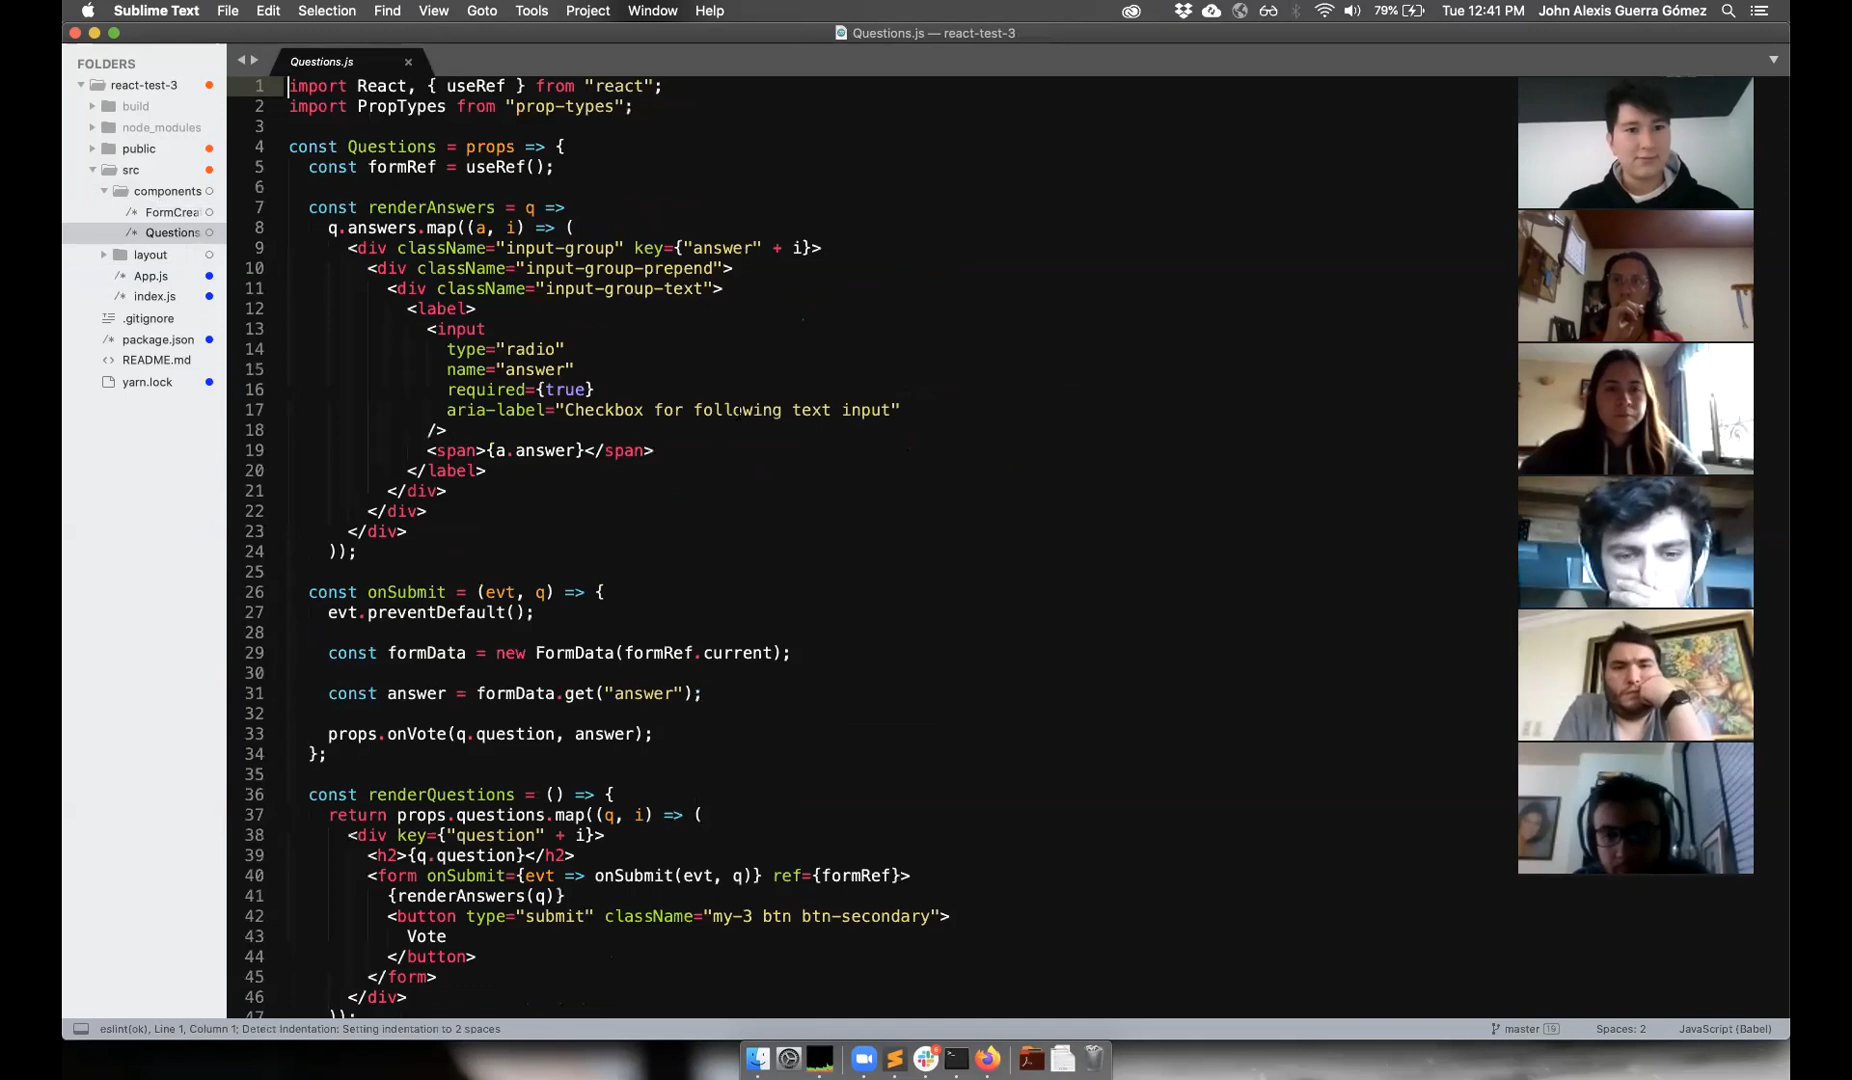 Sublime Text File Edit Selection Find View Goto Tools Project Window Help 79% Tue 12:41 PM John Alexis Guerra Gómez
Questions.js — react-test-3
FOLDERS
react-test-3
build
node_modules
public
src
components
/* FormCrea
/* Questions
layout
/* App.js
/* index.js
.gitignore
/* package.json
<> README.md
/* yarn.lock
Questions.js
1 import React, { useRef } from "react";
2 import PropTypes from "prop-types";
3
4 const Questions = props => {
5 const formRef = useRef();
6
7 const renderAnswers = q =>
8 q.answers.map((a, i) => (
9 <div className="input-group" key={"answer" + i}>
10 <div className="input-group-prepend">
11 <div className="input-group-text">
12 <label>
13 <input
14 type="radio"
15 name="answer"
16 required={true}
17 aria-label="Checkbox for following text input"
18 />
19 <span>{a.answer}</span>
20 </label>
21 </div>
22 </div>
23 </div>
24 ));
25
26 const onSubmit = (evt, q) => {
27 evt.preventDefault();
28
29 const formData = new FormData(formRef.current);
30
31 const answer = formData.get("answer");
32
33 props.onVote(q.question, answer);
34 };
35
36 const renderQuestions = () => {
37 return props.questions.map((q, i) => (
38 <div key={"question" + i}>
39 <h2>{q.question}</h2>
40 <form onSubmit={evt => onSubmit(evt, q)} ref={formRef}>
41 {renderAnswers(q)}
42 <button type="submit" className="my-3 btn btn-secondary">
43 Vote
44 </button>
45 </form>
46 </div>
47 ));
eslint(ok), Line 1, Column 1; Detect Indentation: Setting indentation to 2 spaces
master 19 Spaces: 2 JavaScript (Babel)